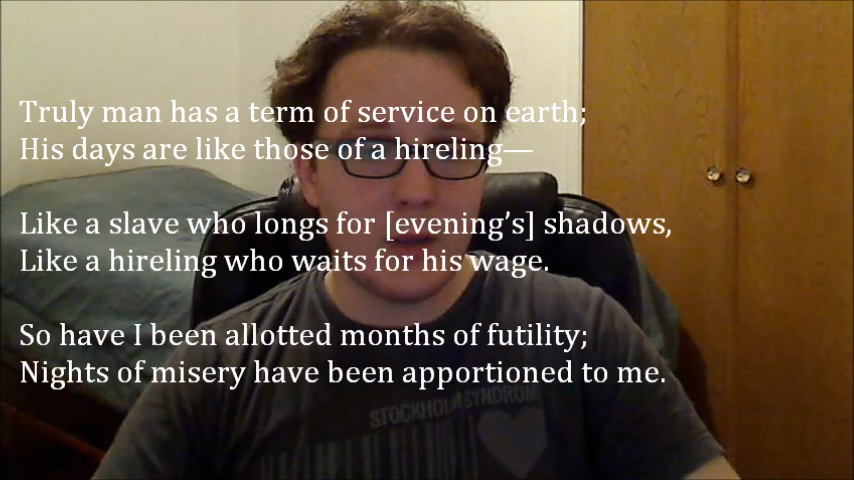 Truly man has a term of service on earth;
His days are like those of a hireling—
Like a slave who longs for [evening’s] shadows,
Like a hireling who waits for his wage.
So have I been allotted months of futility;
Nights of misery have been apportioned to me.
STOCKHOLM SYNDROM